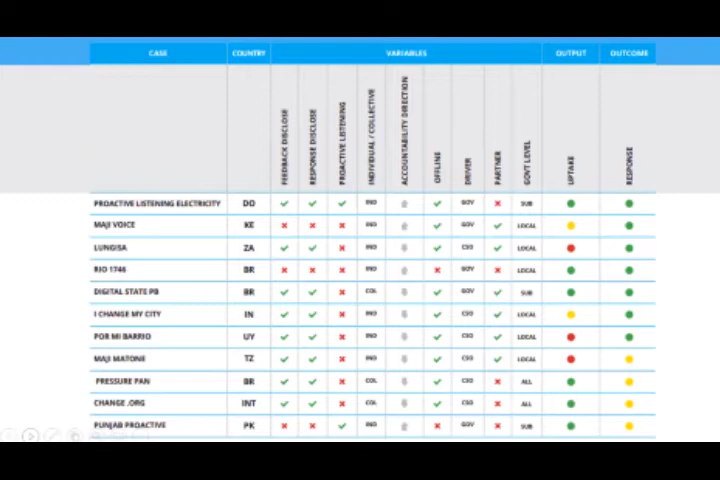 CASE COUNTRY VARIABLES OUTPUT OUTCOME
FEEDBACK DISCLOSE RESPONSE DISCLOSE PROACTIVE LISTENING INDIVIDUAL / COLLECTIVE ACCOUNTABILITY DIRECTION OFFLINE DRIVER PARTNER GOVT LEVEL UPTAKE RESPONSE
PROACTIVE LISTENING ELECTRICITY DO IND GOV SUB
MAJI VOICE KE IND GOV LOCAL
LUNGISA ZA IND CSO LOCAL
RIO 1746 BR IND GOV LOCAL
DIGITAL STATE PB BR COL GOV SUB
I CHANGE MY CITY IN IND CSO LOCAL
POR MI BARRIO UY IND CSO LOCAL
MAJI MATONE TZ IND CSO LOCAL
PRESSURE PAN BR COL CSO ALL
CHANGE .ORG INT COL CSO ALL
PUNJAB PROACTIVE PK IND GOV SUB